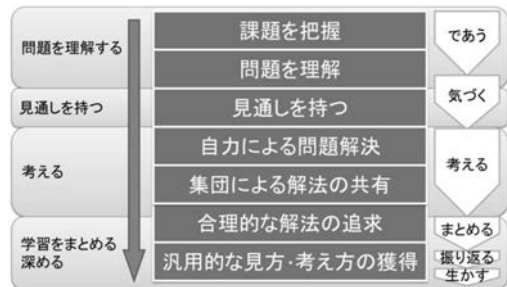 問題を理解する
見通しを持つ
考える
学習をまとめる
深める
課題を把握
問題を理解
見通しを持つ
自力による問題解決
集団による解法の共有
合理的な解法の追求
汎用的な見方・考え方の獲得
であう
気づく
考える
まとめる
振り返る
生かす